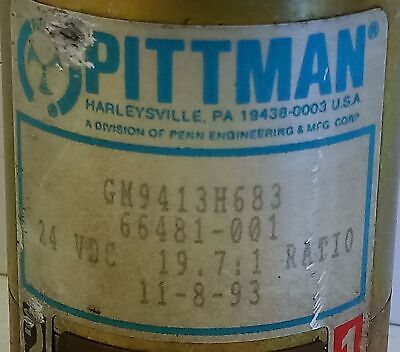 PITTMAN®
HARLEYSVILLE, PA 19438-0003 U.S.A.
A DIVISION OF PENN ENGINEERING & MFG. CORP.
GM9413H683
66481-001
24 VDC 19.7:1 RATIO
11-8-93
1